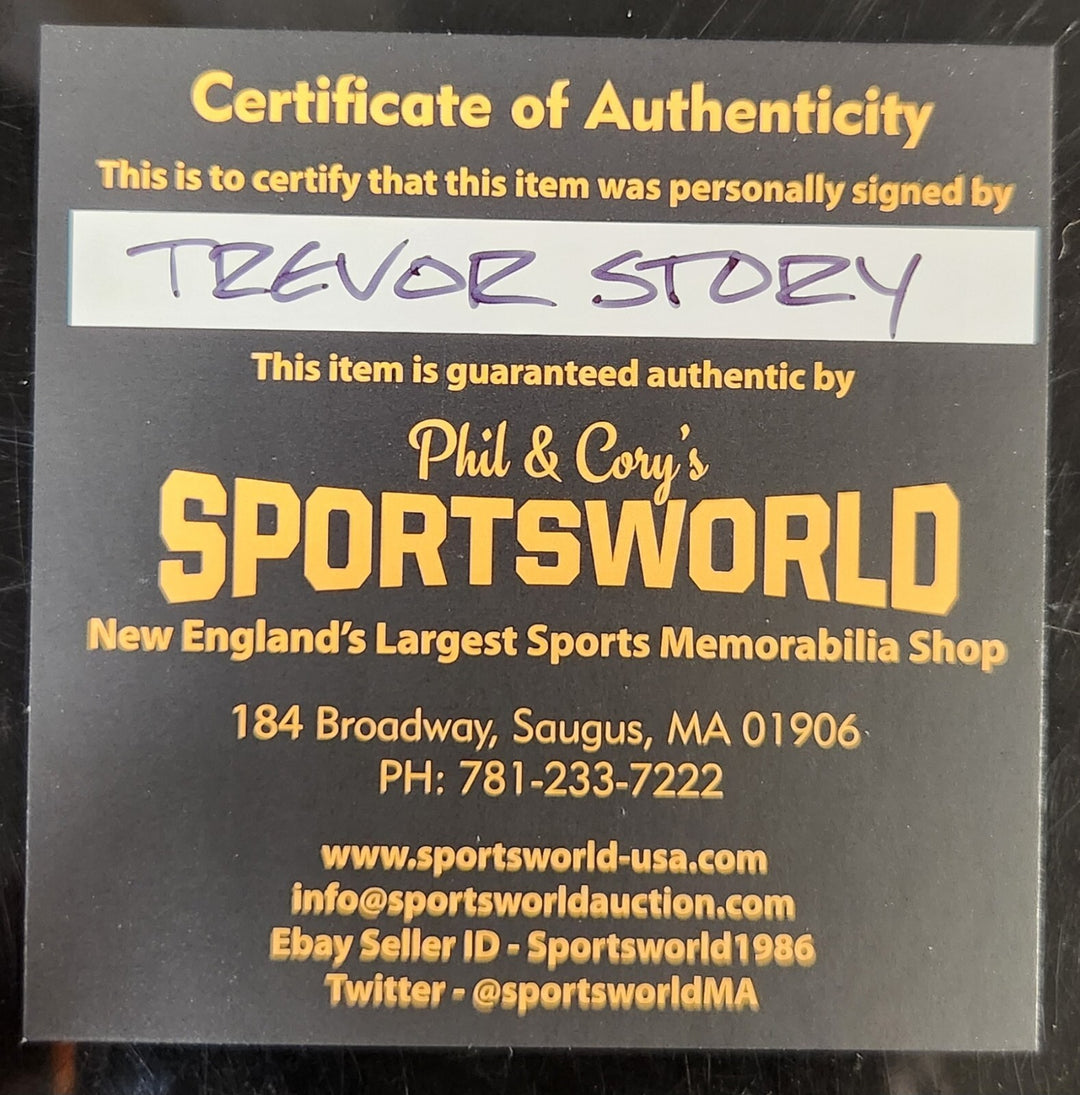 Certificate of Authenticity
This is to certify that this item was personally signed by
TREVOR STORY
This item is guaranteed authentic by
Phil & Cory's
SPORTSWORLD
New England's Largest Sports Memorabilia Shop
184 Broadway, Saugus, MA 01906
PH: 781-233-7222
www.sportsworld-usa.com
info@sportsworldauction.com
Ebay Seller ID - Sportsworld1986
Twitter - @sportsworldMA